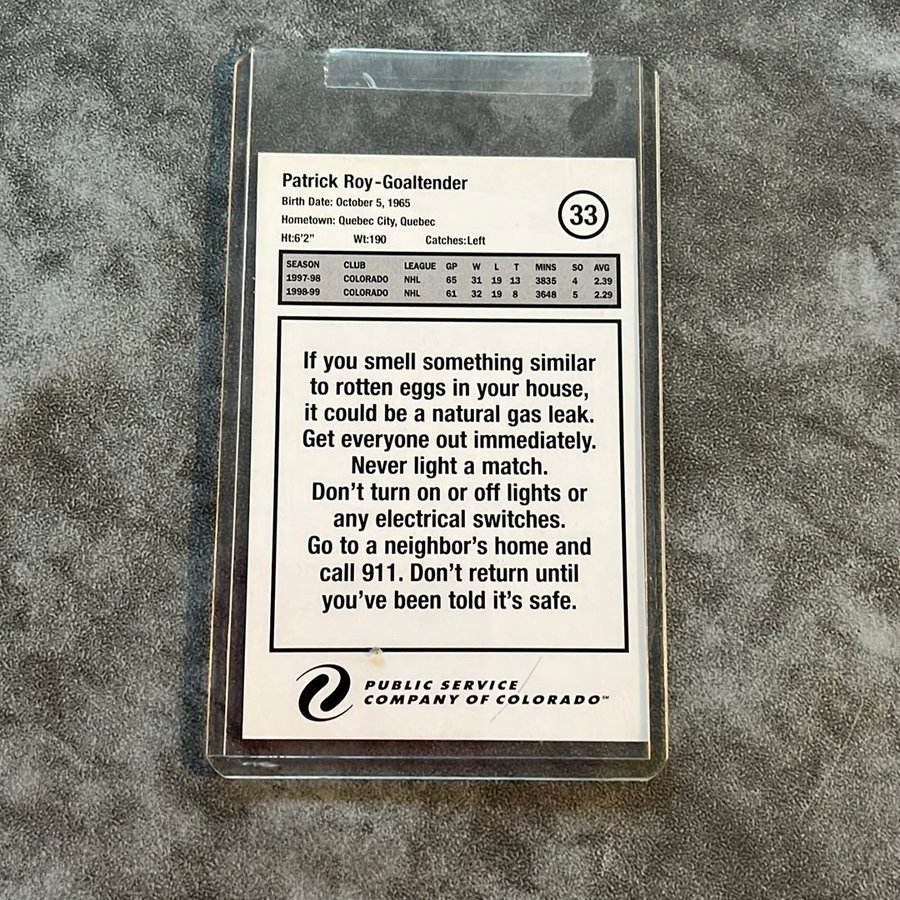 Patrick Roy-Goaltender
Birth Date: October 5, 1965
33
Hometown: Quebec City, Quebec
Ht:6'2" Wt:190 Catches:Left
SEASON CLUB LEAGUE GP W L T MINS SO AVG
1997-98 COLORADO NHL 65 31 19 13 3835 4 2.39
1998-99 COLORADO NHL 61 32 19 8 3648 5 2.29
If you smell something similar
to rotten eggs in your house,
it could be a natural gas leak.
Get everyone out immediately.
Never light a match.
Don't turn on or off lights or
any electrical switches.
Go to a neighbor's home and
call 911. Don't return until
you've been told it's safe.
PUBLIC SERVICE
COMPANY OF COLORADO℠